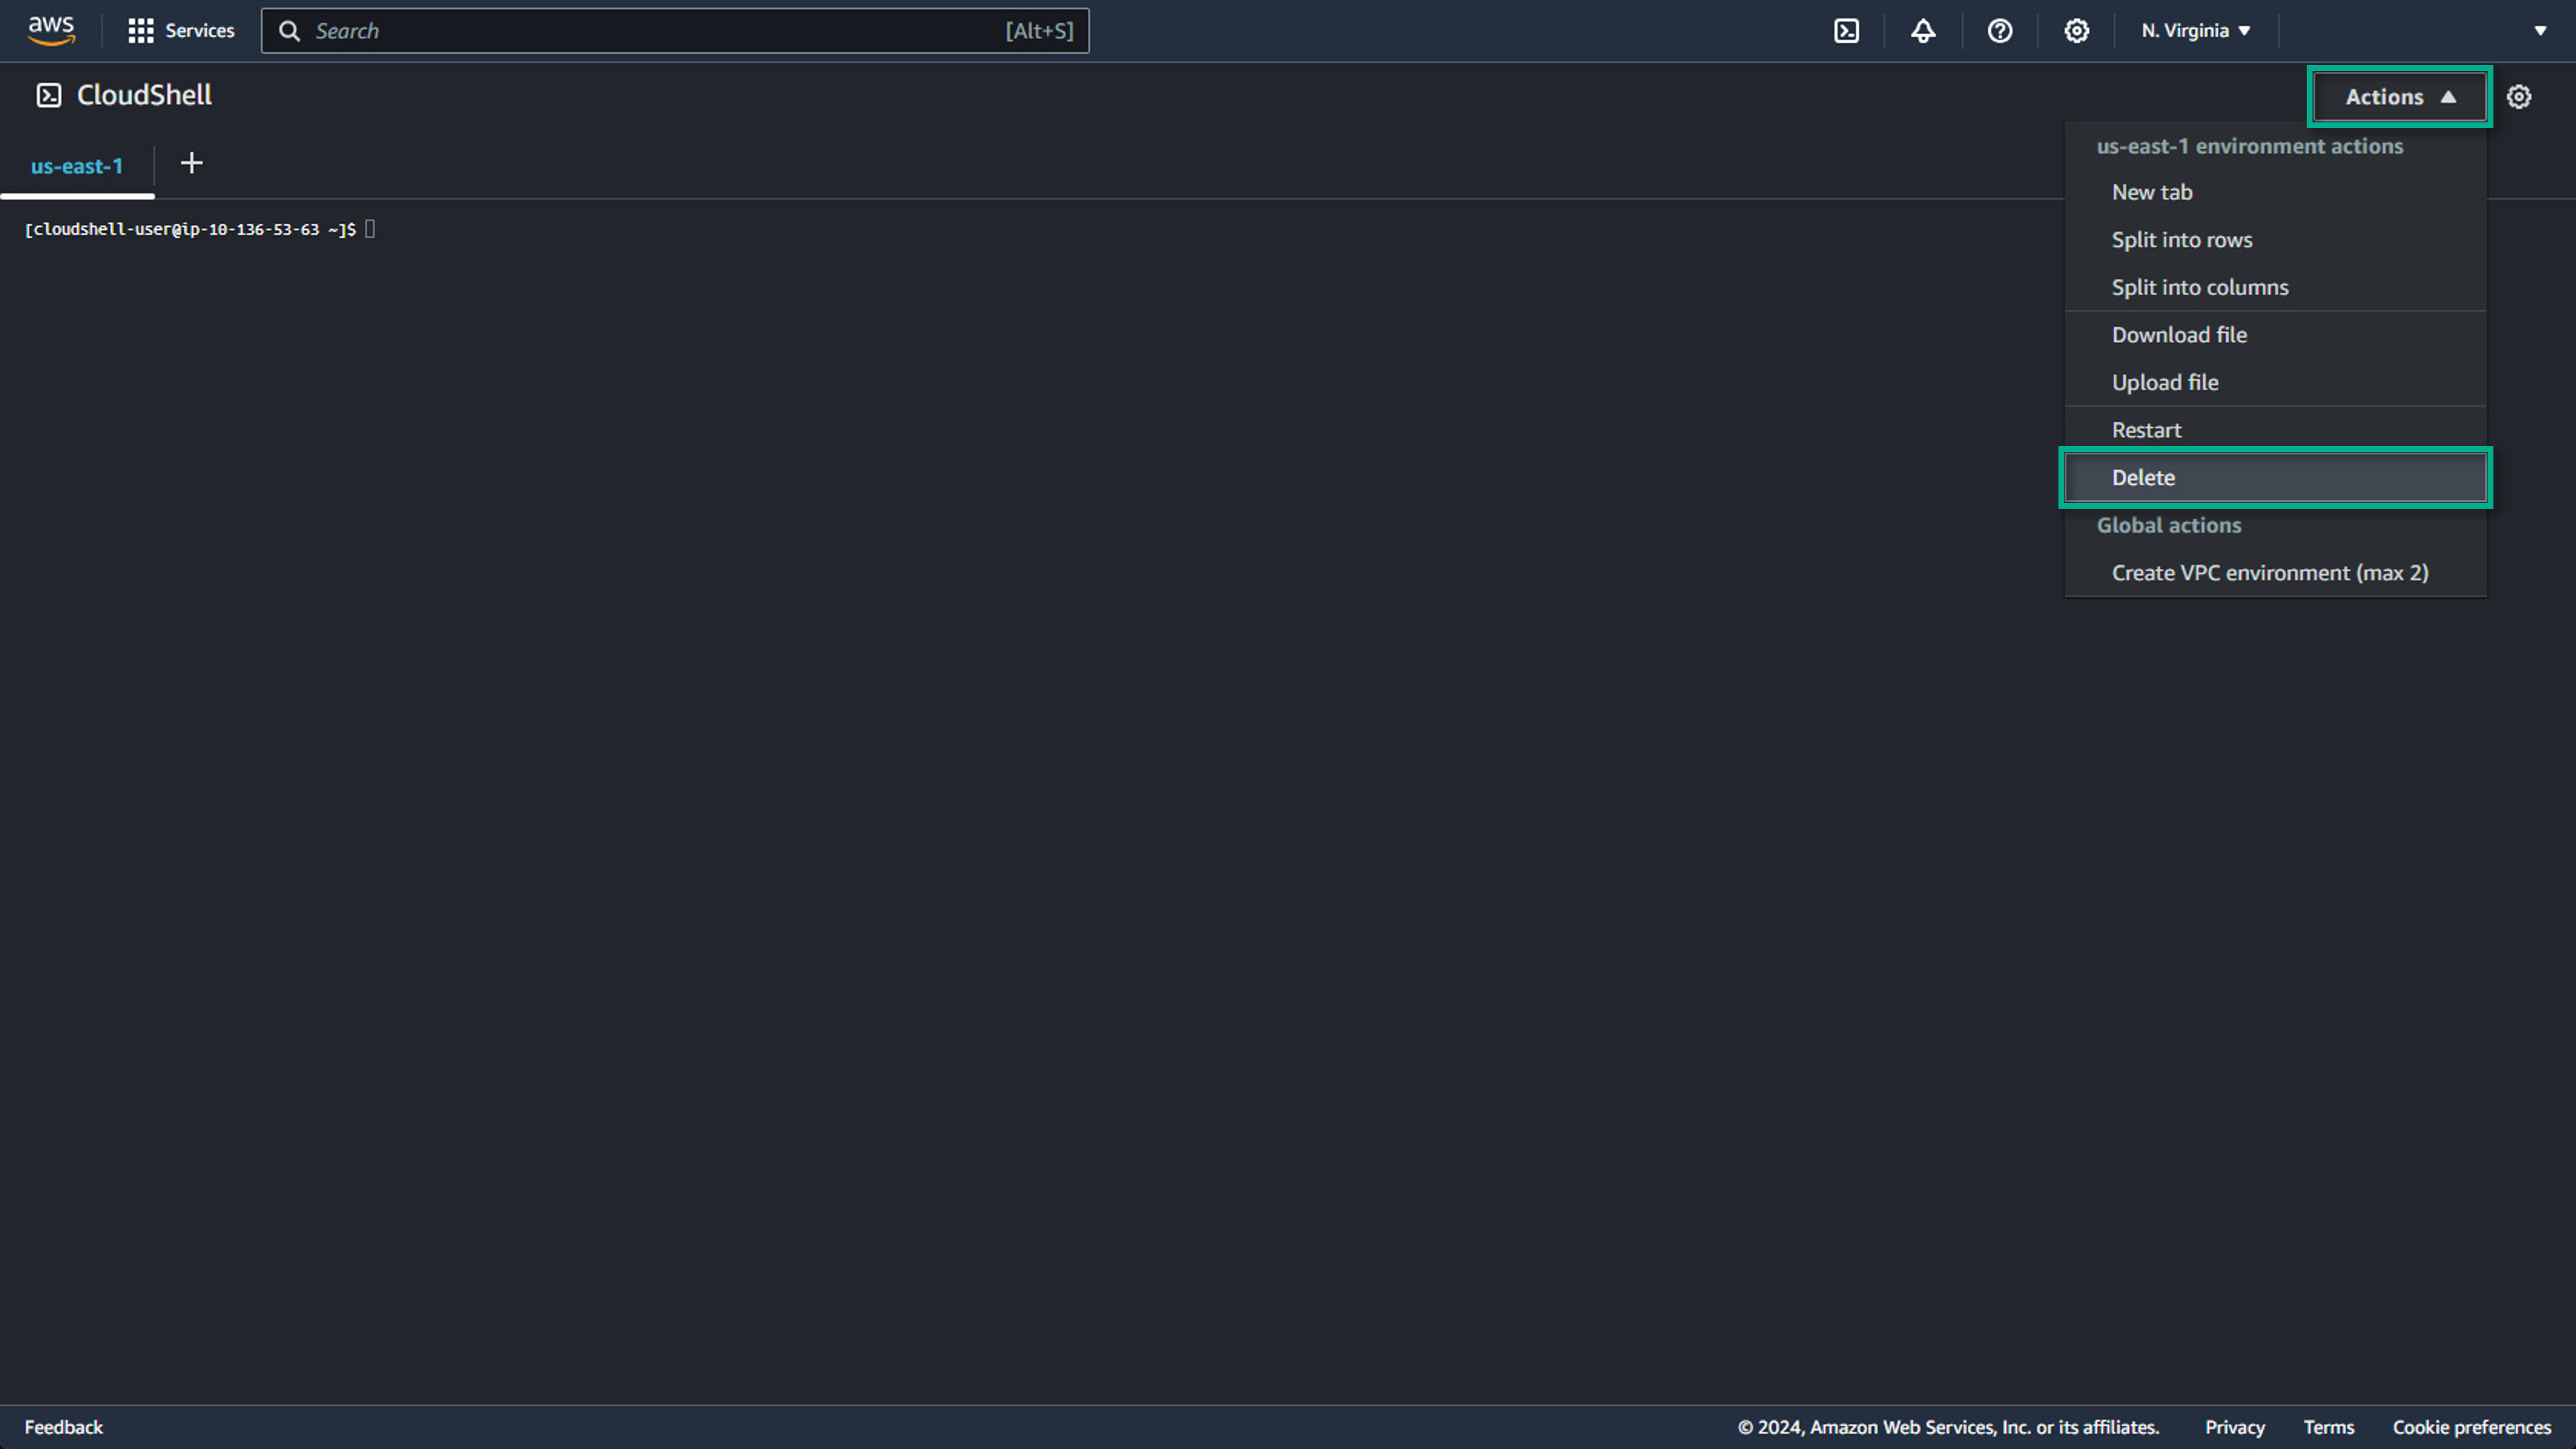 aws
Services
Search
[Alt+S]
N. Virginia
CloudShell
Actions
us-east-1
[cloudshell-user@ip-10-136-53-63 ~]$
us-east-1 environment actions
New tab
Split into rows
Split into columns
Download file
Upload file
Restart
Delete
Global actions
Create VPC environment (max 2)
Feedback
© 2024, Amazon Web Services, Inc. or its affiliates.
Privacy
Terms
Cookie preferences